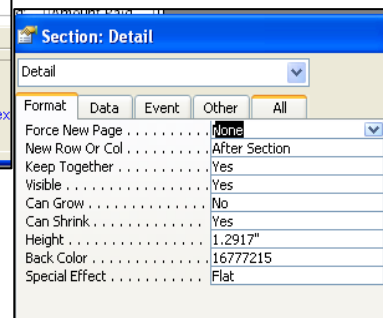 Amount Paid
Section: Detail
Detail
Format Data Event Other All
Force New Page . . . . . . . . . . . None
New Row Or Col . . . . . . . . . . . After Section
Keep Together . . . . . . . . . . . . Yes
Visible . . . . . . . . . . . . . . . . . . . Yes
Can Grow . . . . . . . . . . . . . . . . No
Can Shrink . . . . . . . . . . . . . . . Yes
Height . . . . . . . . . . . . . . . . . . . 1.2917"
Back Color . . . . . . . . . . . . . . . 16777215
Special Effect . . . . . . . . . . . . Flat